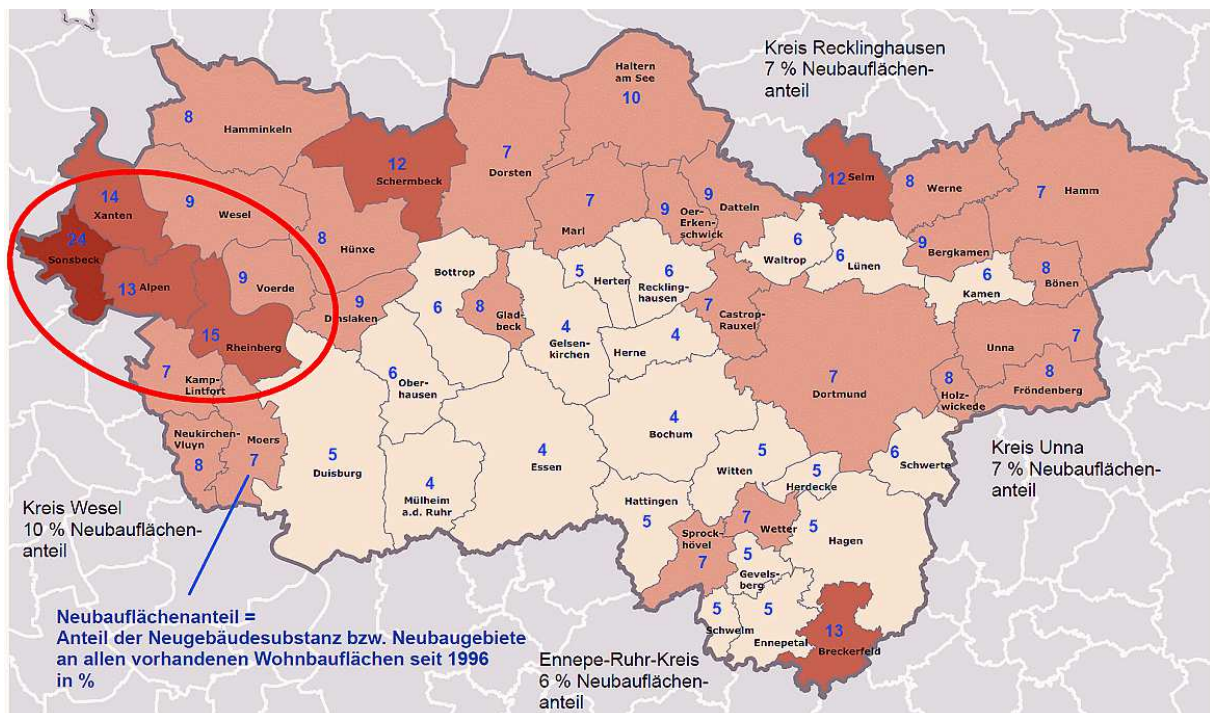 Kreis Recklinghausen
7 % Neubauflächen-
anteil
Haltern
am See
10
8
Hamminkeln
12
Schermbeck
7
Dorsten
12 Selm
8
Werne
7
Hamm
14
Xanten
9
Wesel
24
Sonsbeck
13 Alpen
9
Voerde
15
Rheinberg
8
Hünxe
9
Dinslaken
7
Marl
9
Oer-
Erken-
schwick
9
Datteln
6
Waltrop
6
Lünen
9
Bergkamen
6
Kamen
8
Bönen
Bottrop
6
8
Glad-
beck
5
Herten
6
Reckling-
hausen
4
Gelsen-
kirchen
4
Herne
7
Castrop-
Rauxel
7
Dortmund
Unna
7
8
Holz-
wickede
8
Fröndenberg
7
Kamp-
Lintfort
Neukirchen-
Vluyn
8
Moers
7
6
Ober-
hausen
5
Duisburg
4
Mülheim
a.d. Ruhr
4
Essen
4
Bochum
5
Witten
5
Herdecke
6
Schwerte
Hattingen
5
7
Wetter
Sprock-
hövel
7
5
Gevels-
berg
5
Hagen
5
Schwelm
5
Ennepetal
13
Breckerfeld
Kreis Unna
7 % Neubauflächen-
anteil
Kreis Wesel
10 % Neubauflächen-
anteil
Neubauflächenanteil =
Anteil der Neugebäudesubstanz bzw. Neubaugebiete
an allen vorhandenen Wohnbauflächen seit 1996
in %
Ennepe-Ruhr-Kreis
6 % Neubauflächen-
anteil